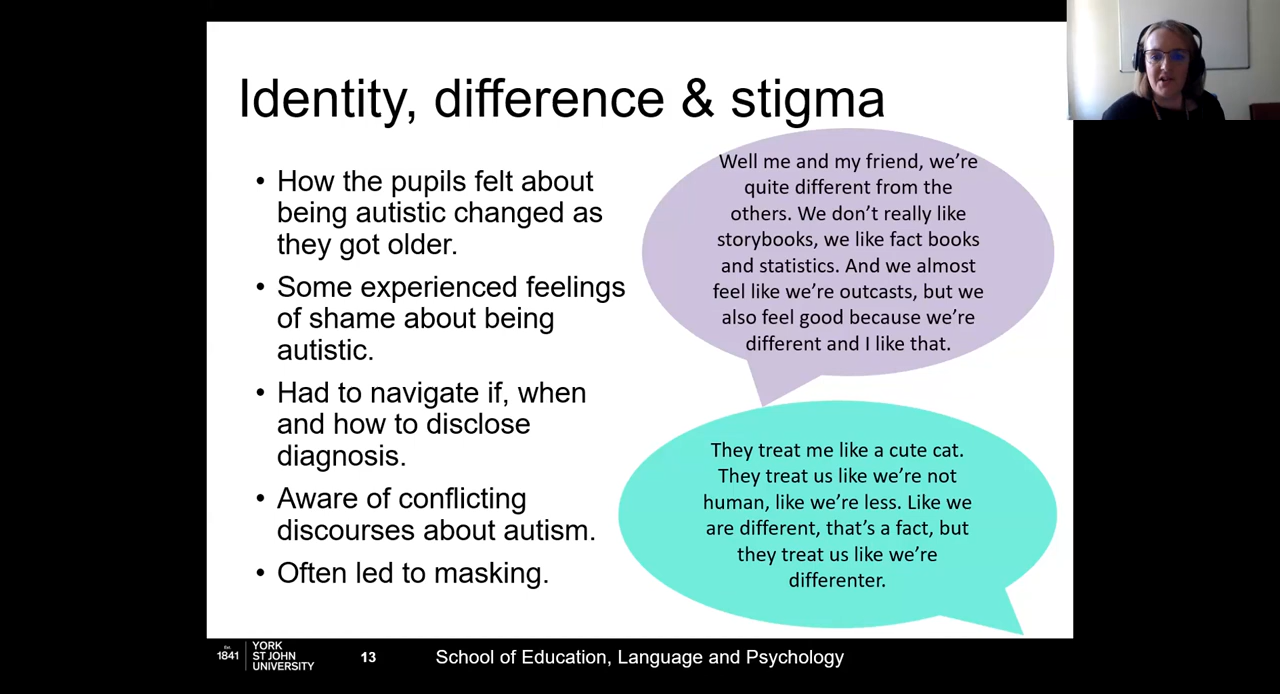 Identity, difference & stigma
• How the pupils felt about
being autistic changed as
they got older.
• Some experienced feelings
of shame about being
autistic.
• Had to navigate if, when
and how to disclose
diagnosis.
• Aware of conflicting
discourses about autism.
• Often led to masking.
Well me and my friend, we’re
quite different from the
others. We don’t really like
storybooks, we like fact books
and statistics. And we almost
feel like we’re outcasts, but we
also feel good because we’re
different and I like that.
They treat me like a cute cat.
They treat us like we’re not
human, like we’re less. Like we
are different, that’s a fact, but
they treat us like we’re
differenter.
Est.
1841
YORK
ST JOHN
UNIVERSITY
13
School of Education, Language and Psychology